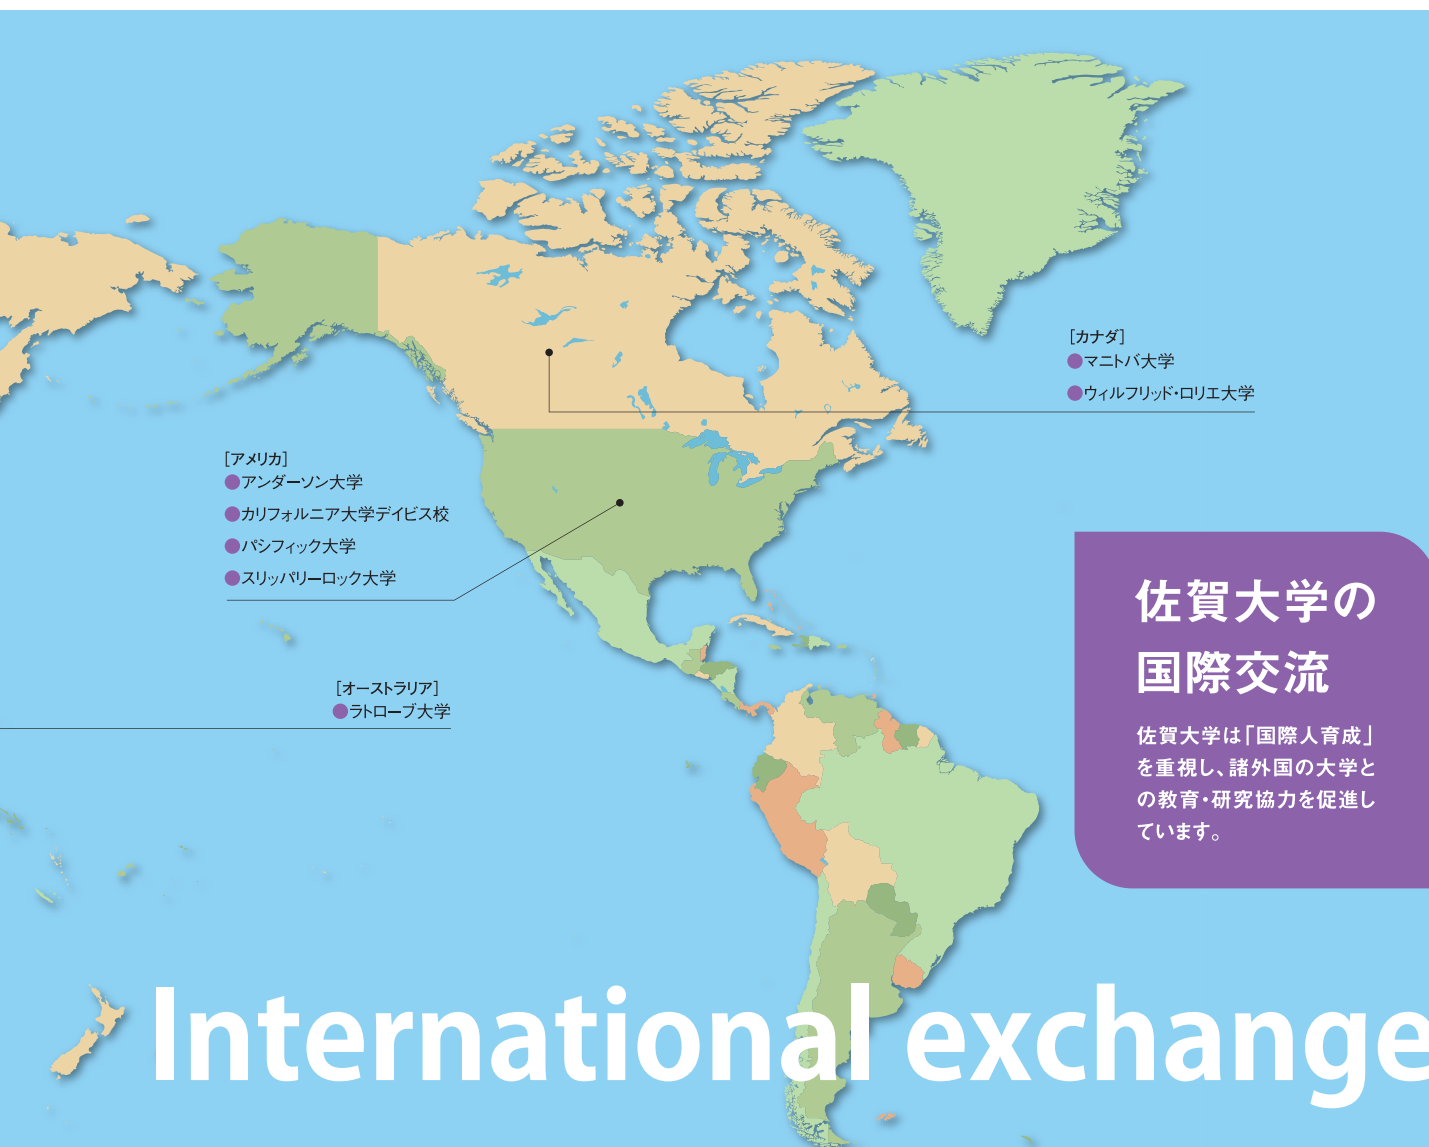 [カナダ]
●マニトバ大学
●ウィルフリッド・ロリエ大学
[アメリカ]
●アンダーソン大学
●カリフォルニア大学デイビス校
●パシフィック大学
●スリッパリーロック大学
[オーストラリア]
●ラトローブ大学
佐賀大学の
国際交流
佐賀大学は「国際人育成」
を重視し、諸外国の大学と
の教育・研究協力を促進し
ています。
International exchange